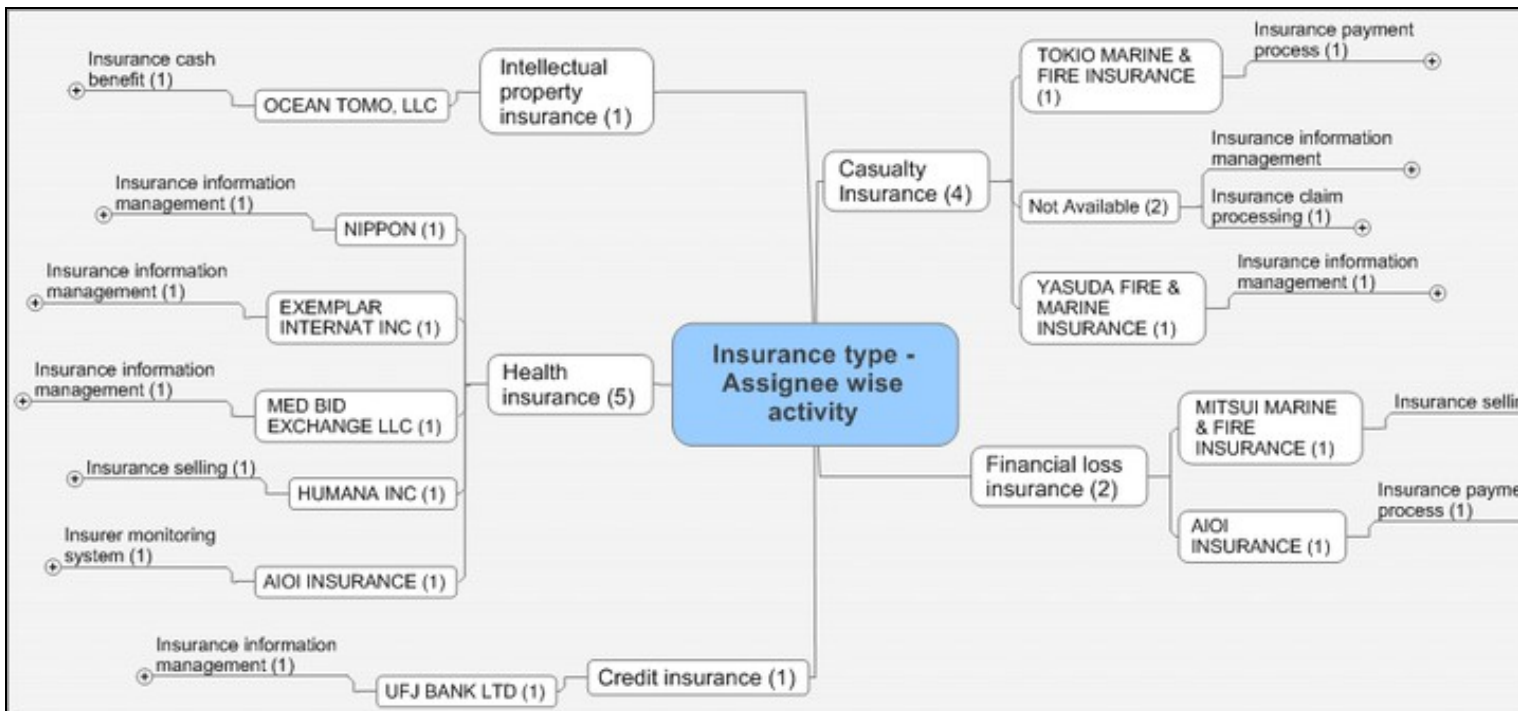 Insurance cash
benefit (1)
OCEAN TOMO, LLC
Intellectual
property
insurance (1)
Insurance information
management (1)
NIPPON (1)
Insurance information
management (1)
EXEMPLAR
INTERNAT INC (1)
Insurance information
management (1)
MED BID
EXCHANGE LLC (1)
Insurance selling (1)
HUMANA INC (1)
Insurer monitoring
system (1)
AIOI INSURANCE (1)
Health
insurance (5)
Insurance information
management (1)
UFJ BANK LTD (1)
Credit insurance (1)
Insurance type -
Assignee wise
activity
Casualty
Insurance (4)
TOKIO MARINE &
FIRE INSURANCE
(1)
Insurance payment
process (1)
Not Available (2)
Insurance information
management
Insurance claim
processing (1)
YASUDA FIRE &
MARINE
INSURANCE (1)
Insurance information
management (1)
Financial loss
insurance (2)
MITSUI MARINE
& FIRE
INSURANCE (1)
Insurance
AIOI
INSURANCE (1)
Insurance
process (1)